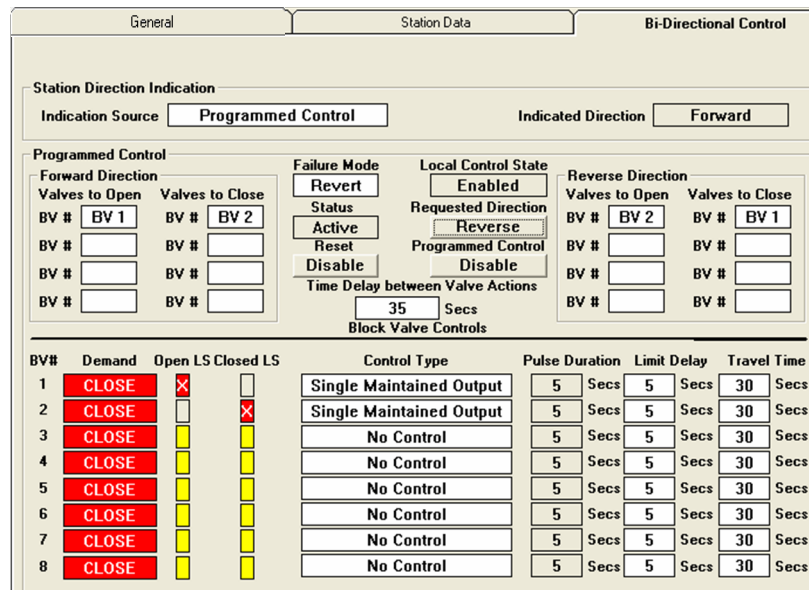 General Station Data Bi-Directional Control
Station Direction Indication
Indication Source Programmed Control Indicated Direction Forward
Programmed Control
Forward Direction Failure Mode Local Control State Reverse Direction
Valves to Open Valves to Close Revert Enabled Valves to Open Valves to Close
BV # BV 1 BV # BV 2 Status Requested Direction BV # BV 2 BV # BV 1
BV # BV # Active Reverse BV # BV #
Reset Programmed Control
BV # BV # Disable Disable BV # BV #
Time Delay between Valve Actions
BV # BV # 35 Secs BV # BV #
Block Valve Controls
BV# Demand Open LS Closed LS Control Type Pulse Duration Limit Delay Travel Time
1 CLOSE X Single Maintained Output 5 Secs 5 Secs 30 Secs
2 CLOSE X Single Maintained Output 5 Secs 5 Secs 30 Secs
3 CLOSE No Control 5 Secs 5 Secs 30 Secs
4 CLOSE No Control 5 Secs 5 Secs 30 Secs
5 CLOSE No Control 5 Secs 5 Secs 30 Secs
6 CLOSE No Control 5 Secs 5 Secs 30 Secs
7 CLOSE No Control 5 Secs 5 Secs 30 Secs
8 CLOSE No Control 5 Secs 5 Secs 30 Secs